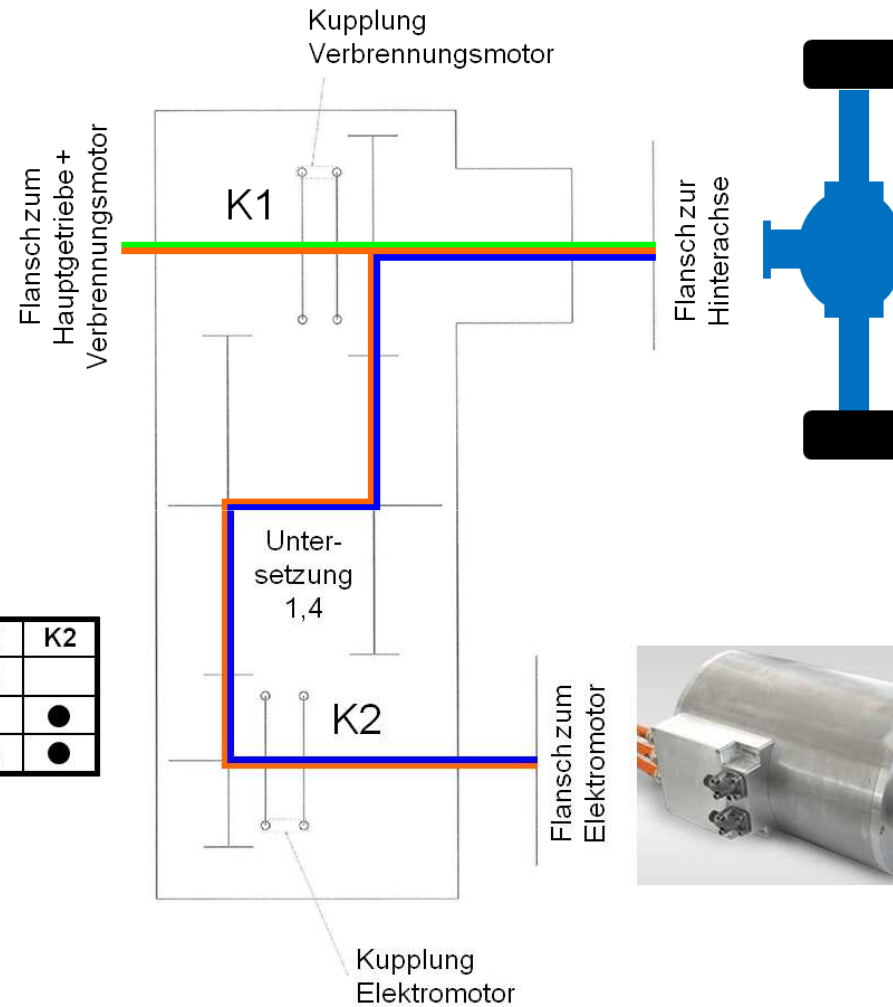 Kupplung
Verbrennungsmotor
Flansch zum
Hauptgetriebe +
Verbrennungsmotor
K1
Flansch zur
Hinterachse
Unter-
setzung
1,4
K2
K2
Flansch zum
Elektromotor
Kupplung
Elektromotor